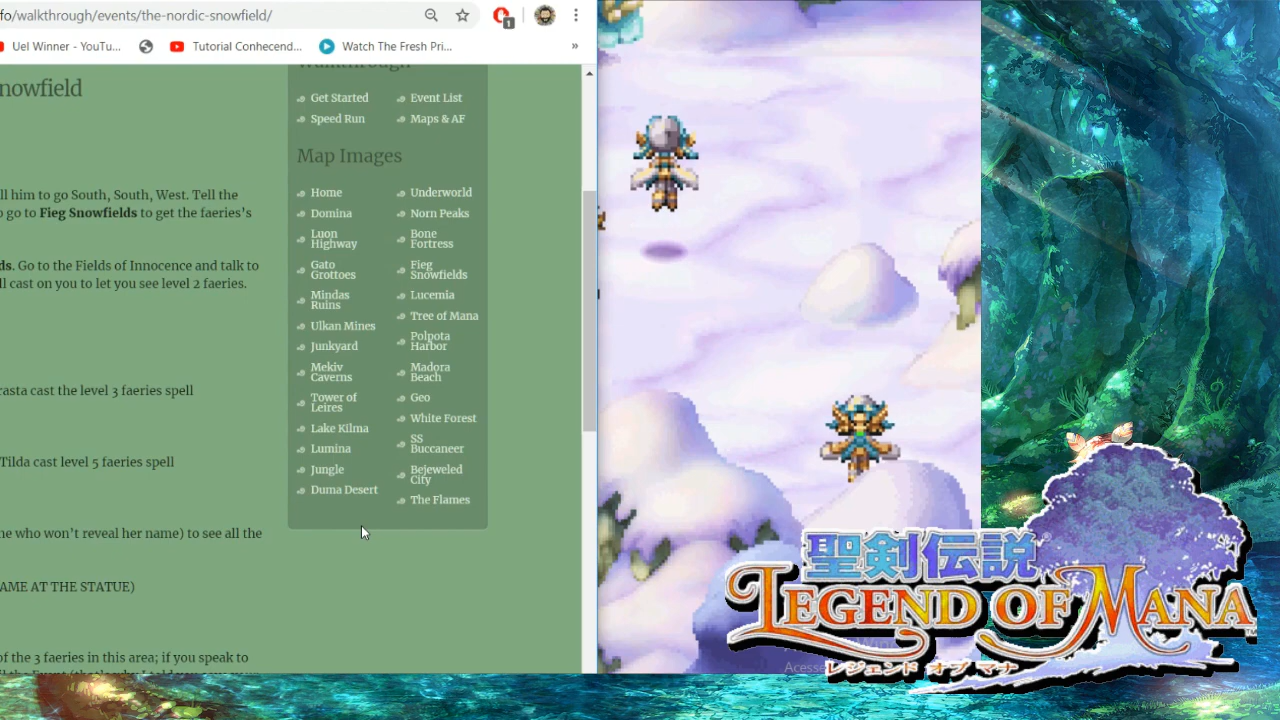 fo/walkthrough/events/the-nordic-snowfield/
1
Uel Winner - YouTu...
Tutorial Conhecend...
Watch The Fresh Pri...
»
nowfield
ll him to go South, South, West. Tell the
o go to Fieg Snowfields to get the faeries's
ds. Go to the Fields of Innocence and talk to
ll cast on you to let you see level 2 faeries.
rasta cast the level 3 faeries spell
Tilda cast level 5 faeries spell
ne who won't reveal her name) to see all the
AME AT THE STATUE)
of the 3 faeries in this area; if you speak to
Walkthrough
Get Started
Event List
Speed Run
Maps & AF
Map Images
Home
Underworld
Domina
Norn Peaks
Luon
Highway
Bone
Fortress
Gato
Grottoes
Fieg
Snowfields
Mindas
Ruins
Lucemia
Tree of Mana
Ulkan Mines
Polpota
Harbor
Junkyard
Mekiv
Caverns
Madora
Beach
Tower of
Leires
Geo
White Forest
Lake Kilma
SS
Buccaneer
Lumina
Jungle
Bejeweled
City
Duma Desert
The Flames
聖剣伝説
LEGEND OF MANA
TM
レジェンド オブ マナ
Acesse